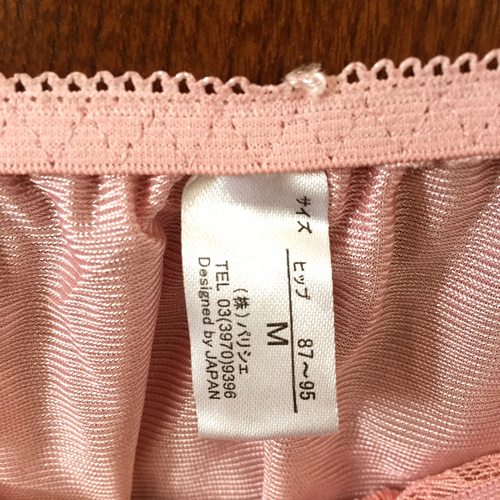 サイズ
ヒップ 87〜95
M
(株)パリシェ
TEL 03(3970)9396
Designed by JAPAN